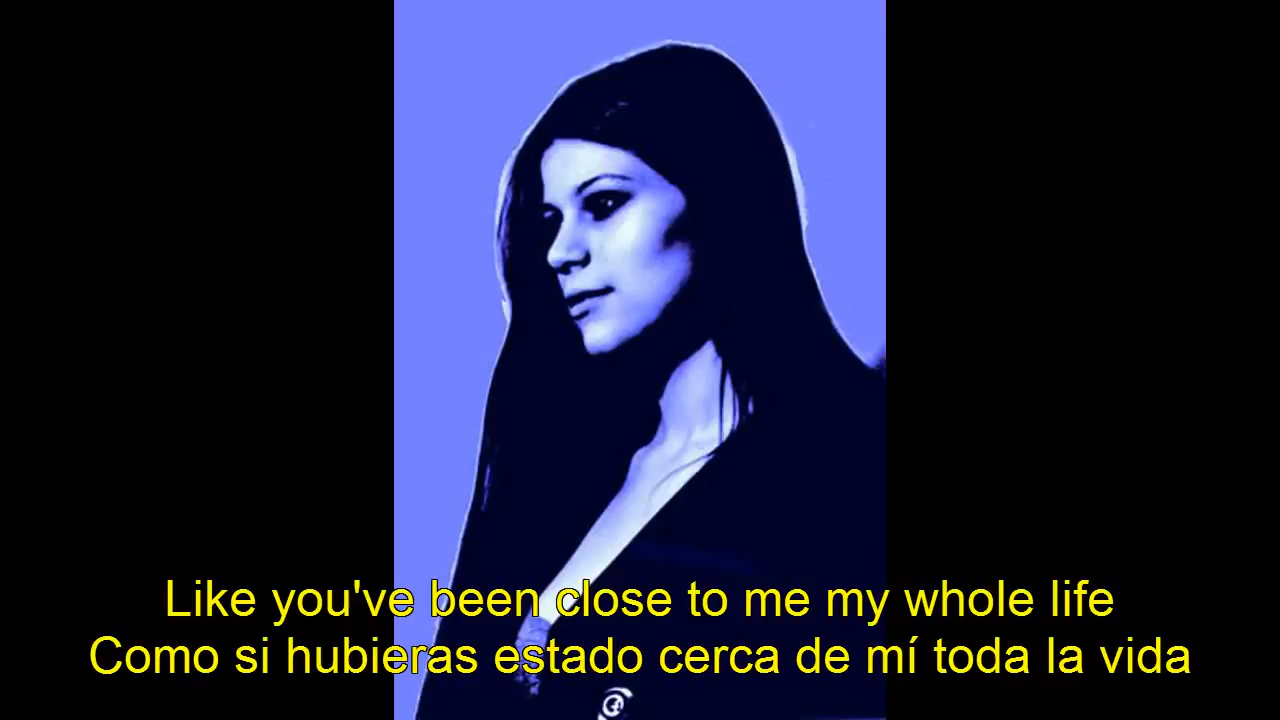 Like you've been close to me my whole life
Como si hubieras estado cerca de mí toda la vida